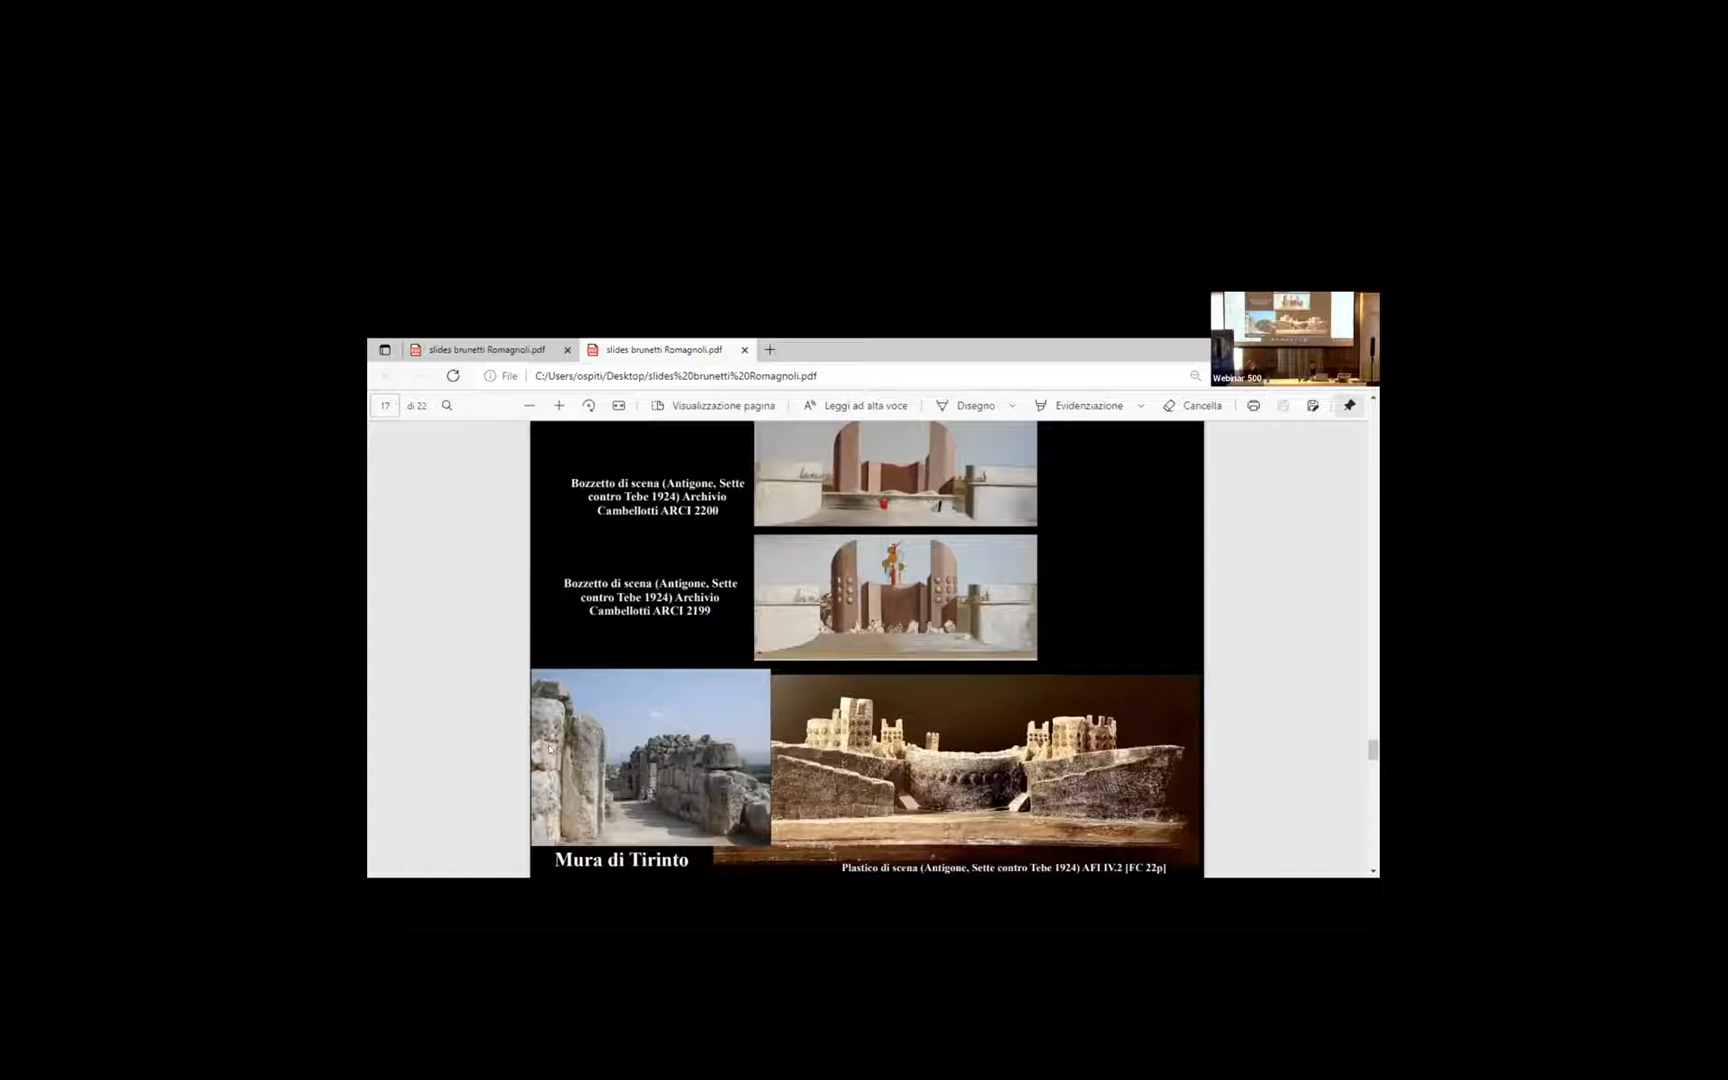 slides brunetti Romagnoli.pdf
slides brunetti Romagnoli.pdf
File
C:/Users/ospiti/Desktop/slides%20brunetti%20Romagnoli.pdf
Webinar 500
17 di 22
Visualizzazione pagina
Leggi ad alta voce
Disegno
Evidenziazione
Cancella
Bozzetto di scena (Antigone, Sette
contro Tebe 1924) Archivio
Cambellotti ARCI 2200
Bozzetto di scena (Antigone, Sette
contro Tebe 1924) Archivio
Cambellotti ARCI 2199
Mura di Tirinto
Plastico di scena (Antigone, Sette contro Tebe 1924) AFI IV.2 [FC 22p]